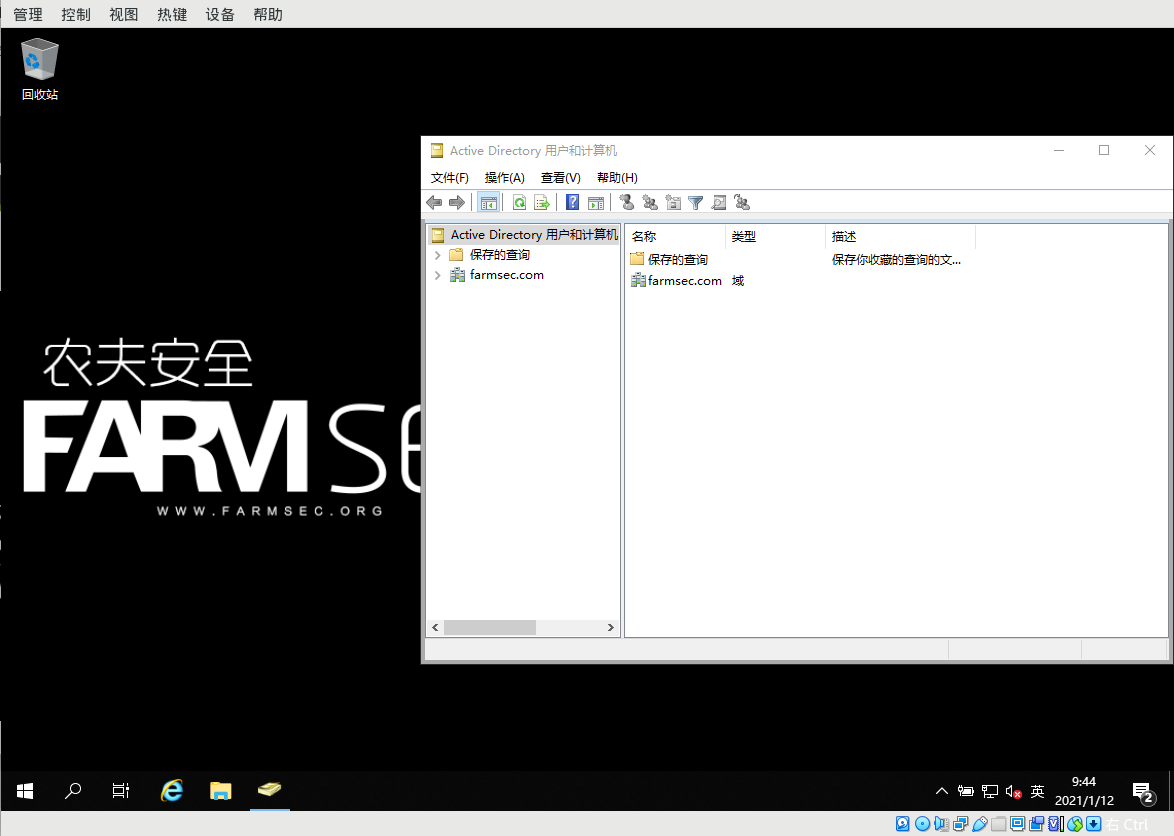 管理 控制 视图 热键 设备 帮助
回收站
Active Directory 用户和计算机
文件(F) 操作(A) 查看(V) 帮助(H)
Active Directory 用户和计算机
保存的查询
farmsec.com
名称 类型 描述
保存的查询 保存你收藏的查询的文...
farmsec.com 域
农夫安全
FARMSE
WWW.FARMSEC.ORG
英
9:44
2021/1/12
2
右 Ctrl